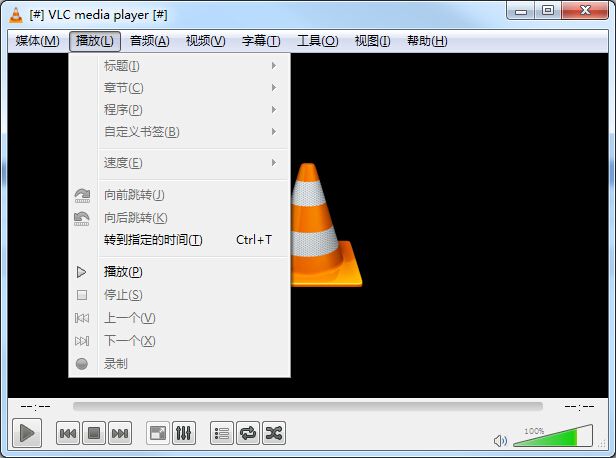 [#] VLC media player [#]
媒体(M) 播放(L) 音频(A) 视频(V) 字幕(T) 工具(O) 视图(I) 帮助(H)
标题(I)
章节(C)
程序(P)
自定义书签(B)
速度(E)
向前跳转(J)
向后跳转(K)
转到指定的时间(T) Ctrl+T
播放(P)
停止(S)
上一个(V)
下一个(X)
录制
--:-- --:--
100%